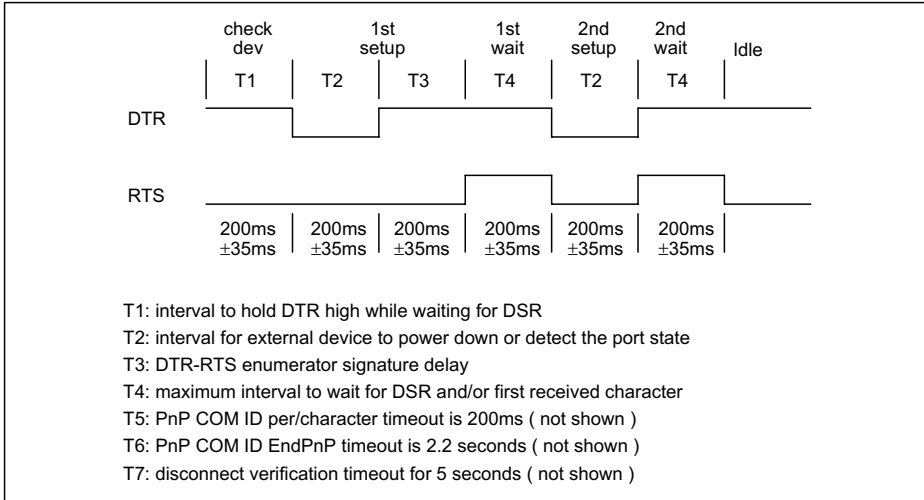 check dev
1st setup
1st wait
2nd setup
2nd wait
Idle
T1 T2 T3 T4 T2 T4
DTR
RTS
200ms 200ms 200ms 200ms 200ms 200ms
±35ms ±35ms ±35ms ±35ms ±35ms ±35ms
T1: interval to hold DTR high while waiting for DSR
T2: interval for external device to power down or detect the port state
T3: DTR-RTS enumerator signature delay
T4: maximum interval to wait for DSR and/or first received character
T5: PnP COM ID per/character timeout is 200ms ( not shown )
T6: PnP COM ID EndPnP timeout is 2.2 seconds ( not shown )
T7: disconnect verification timeout for 5 seconds ( not shown )